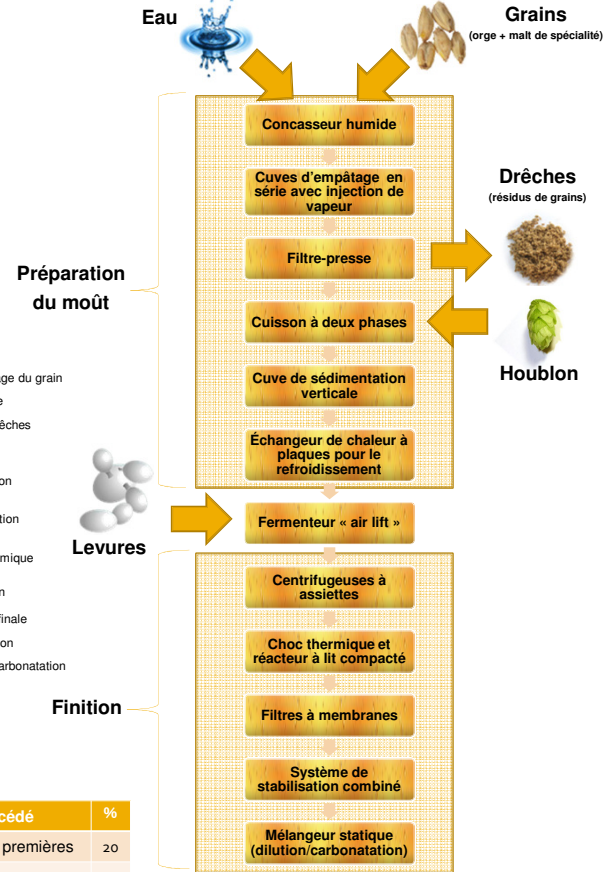 Eau
Grains
(orge + malt de spécialité)
Concasseur humide
Cuves d'empâtage en
série avec injection de
vapeur
Drêches
(résidus de grains)
Filtre-presse
Préparation
du moût
Cuisson à deux phases
Houblon
Cuve de sédimentation
verticale
Échangeur de chaleur à
plaques pour le
refroidissement
du grain
Levures
Fermenteur « air lift »
Centrifugeuses à
assiettes
Choc thermique et
réacteur à lit compacté
finale
Finition
Filtres à membranes
Système de
stabilisation combiné
%
premières 20
Mélangeur statique
(dilution/carbonatation)